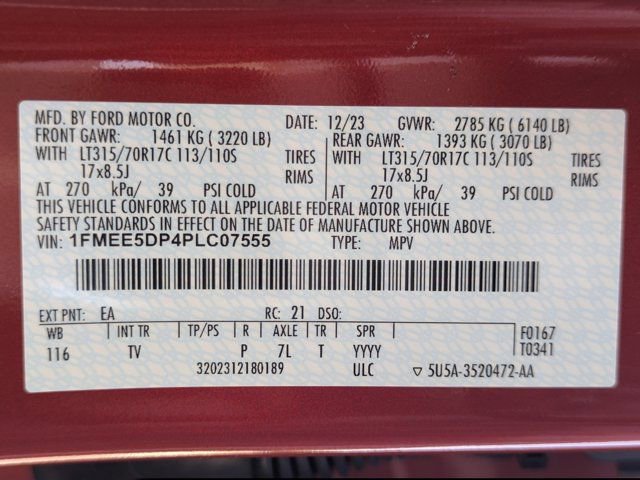 MFD. BY FORD MOTOR CO. DATE: 12/23 GVWR: 2785 KG ( 6140 LB)
FRONT GAWR: 1461 KG ( 3220 LB) REAR GAWR: 1393 KG ( 3070 LB)
WITH LT315/70R17C 113/110S TIRES WITH LT315/70R17C 113/110S TIRES
17x8.5J RIMS 17x8.5J RIMS
AT 270 kPa/ 39 PSI COLD AT 270 kPa/ 39 PSI COLD
THIS VEHICLE CONFORMS TO ALL APPLICABLE FEDERAL MOTOR VEHICLE
SAFETY STANDARDS IN EFFECT ON THE DATE OF MANUFACTURE SHOWN ABOVE.
VIN: 1FMEE5DP4PLC07555 TYPE: MPV
EXT PNT: EA RC: 21 DSO:
WB INT TR TP/PS R AXLE TR SPR F0167
116 TV P 7L T YYYY T0341
3202312180189 ULC ▽ 5U5A-3520472-AA